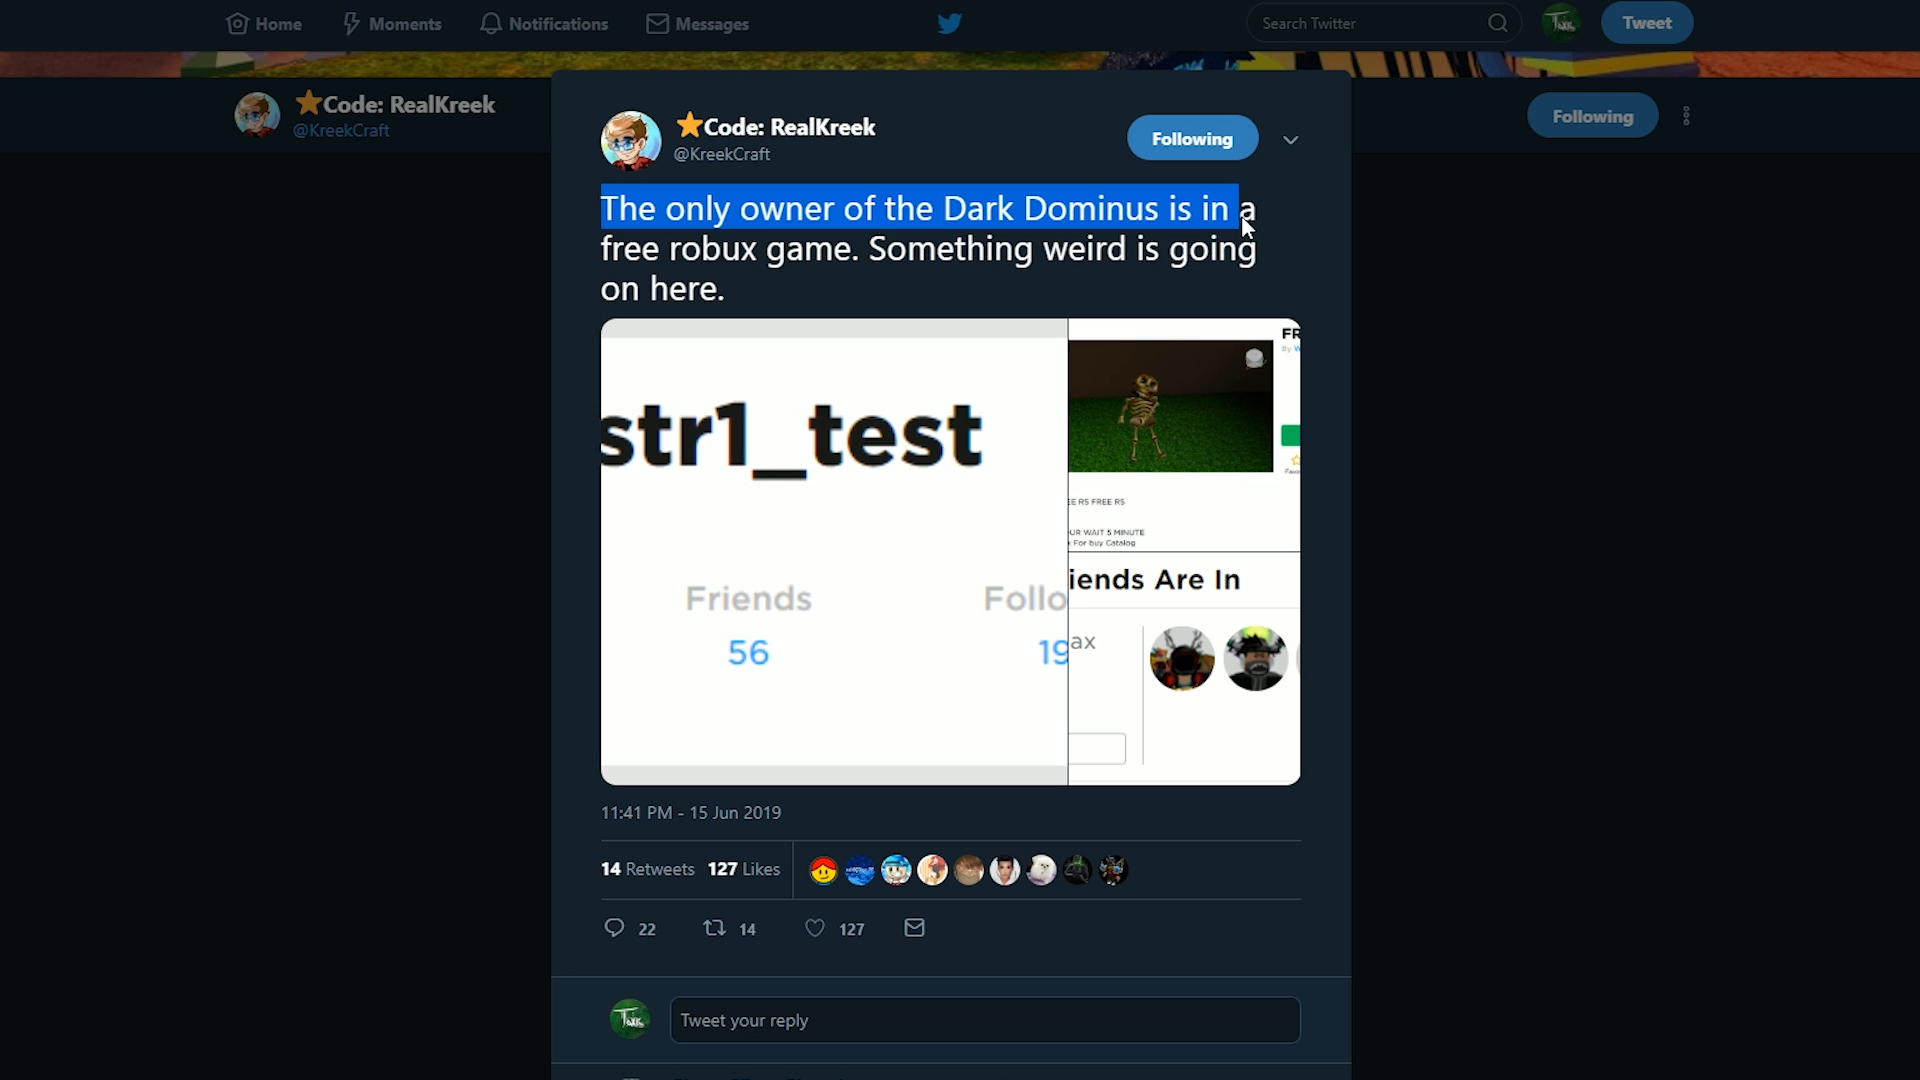 Home Moments Notifications Messages Search Twitter Tweet
Code: RealKreek
@KreekCraft
Following
Code: RealKreek
@KreekCraft
Following
The only owner of the Dark Dominus is in a
free robux game. Something weird is going
on here.
str1_test
Friends
56
Follo
19
FR
By
EE R$ FREE R$
UR WAIT 5 MINUTE
For buy Catalog
iends Are In
ax
11:41 PM - 15 Jun 2019
14 Retweets 127 Likes
22 14 127
Tweet your reply